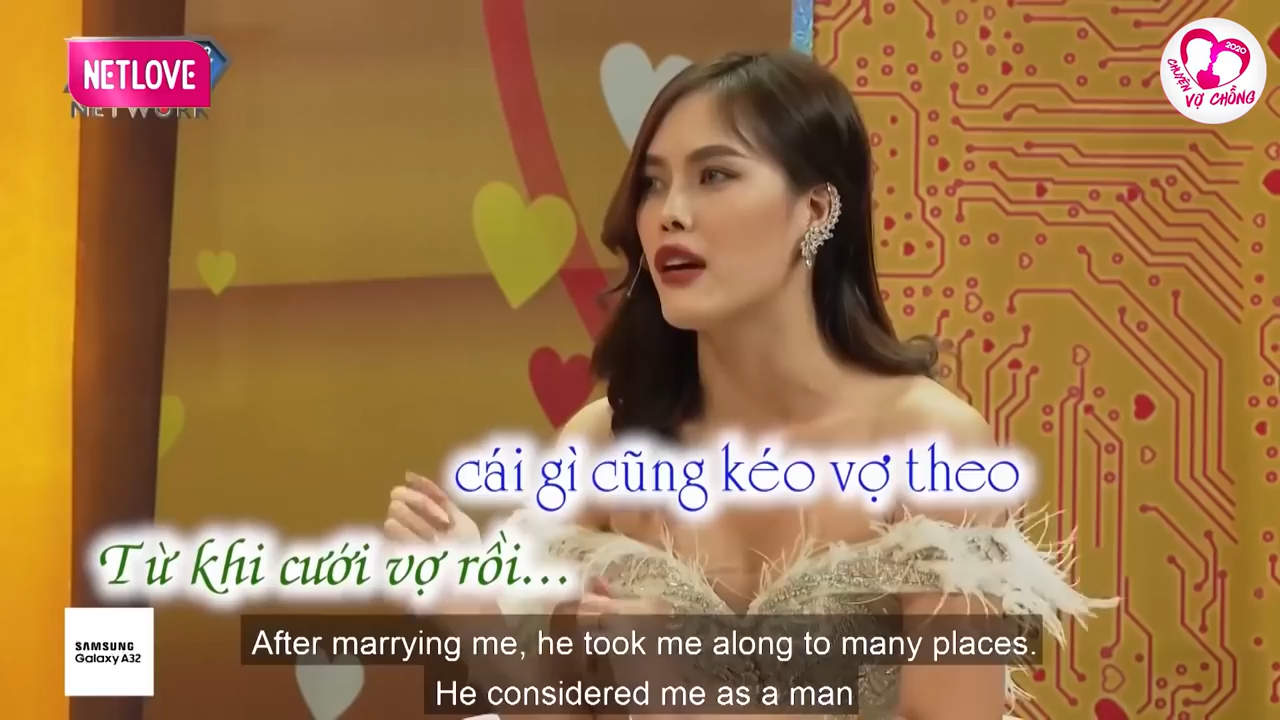 NETLOVE
NETWORK
2020
CHUYỆN
VỢ CHỒNG
cái gì cũng kéo vợ theo
Từ khi cưới vợ rồi...
SAMSUNG
Galaxy A32
After marrying me, he took me along to many places.
He considered me as a man